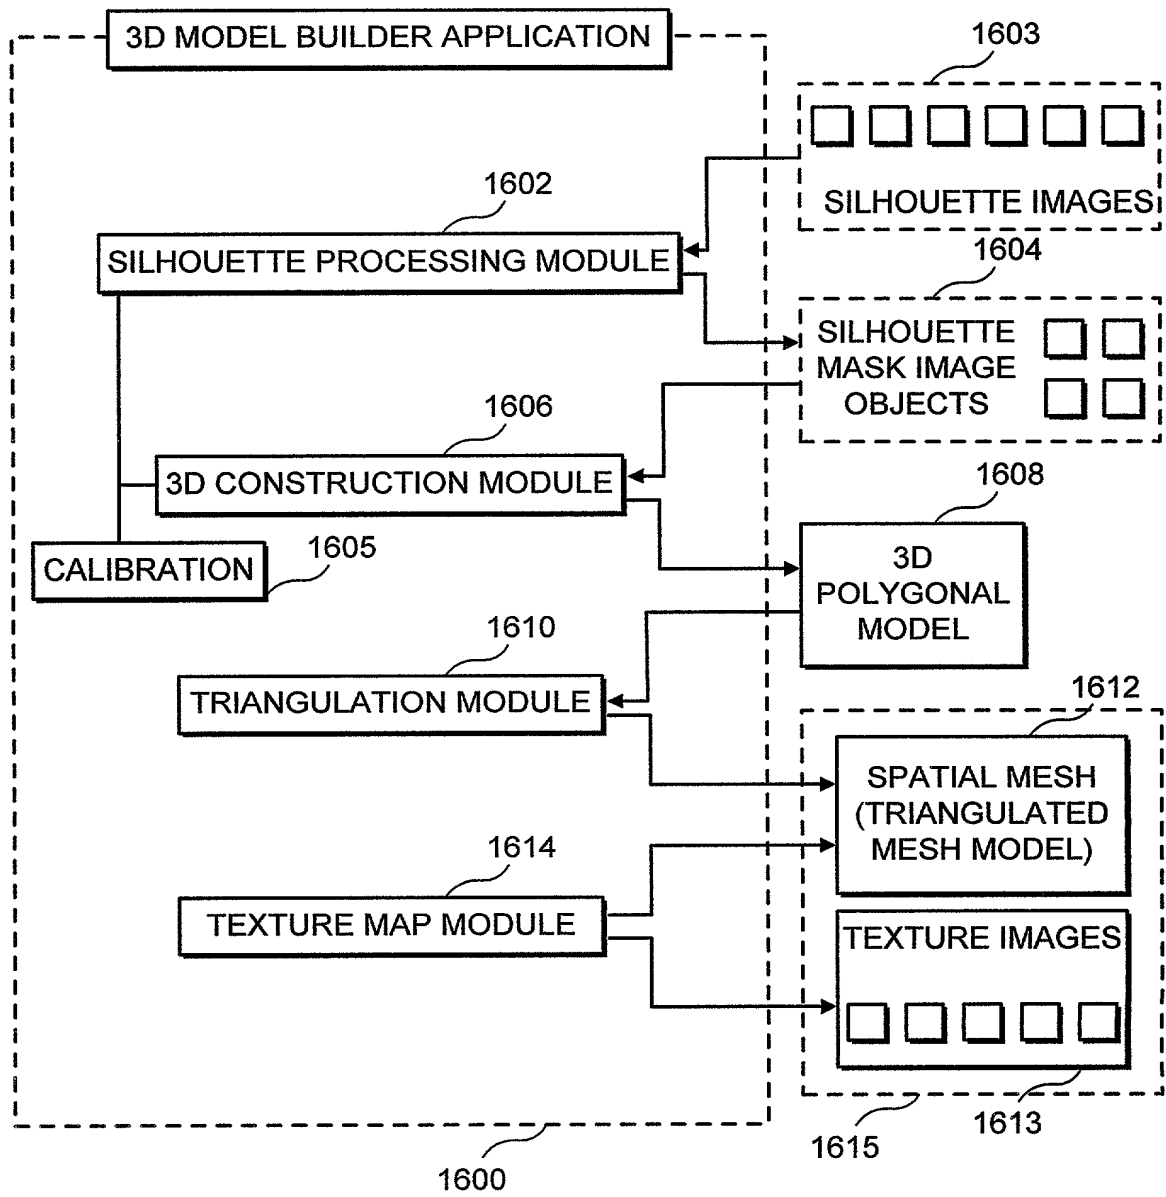 3D MODEL BUILDER APPLICATION
1603
SILHOUETTE IMAGES
1602
SILHOUETTE PROCESSING MODULE
1604
SILHOUETTE
MASK IMAGE
OBJECTS
1606
3D CONSTRUCTION MODULE
1605
CALIBRATION
1608
3D
POLYGONAL
MODEL
1610
TRIANGULATION MODULE
1612
SPATIAL MESH
(TRIANGULATED
MESH MODEL)
1614
TEXTURE MAP MODULE
TEXTURE IMAGES
1613
1615
1600